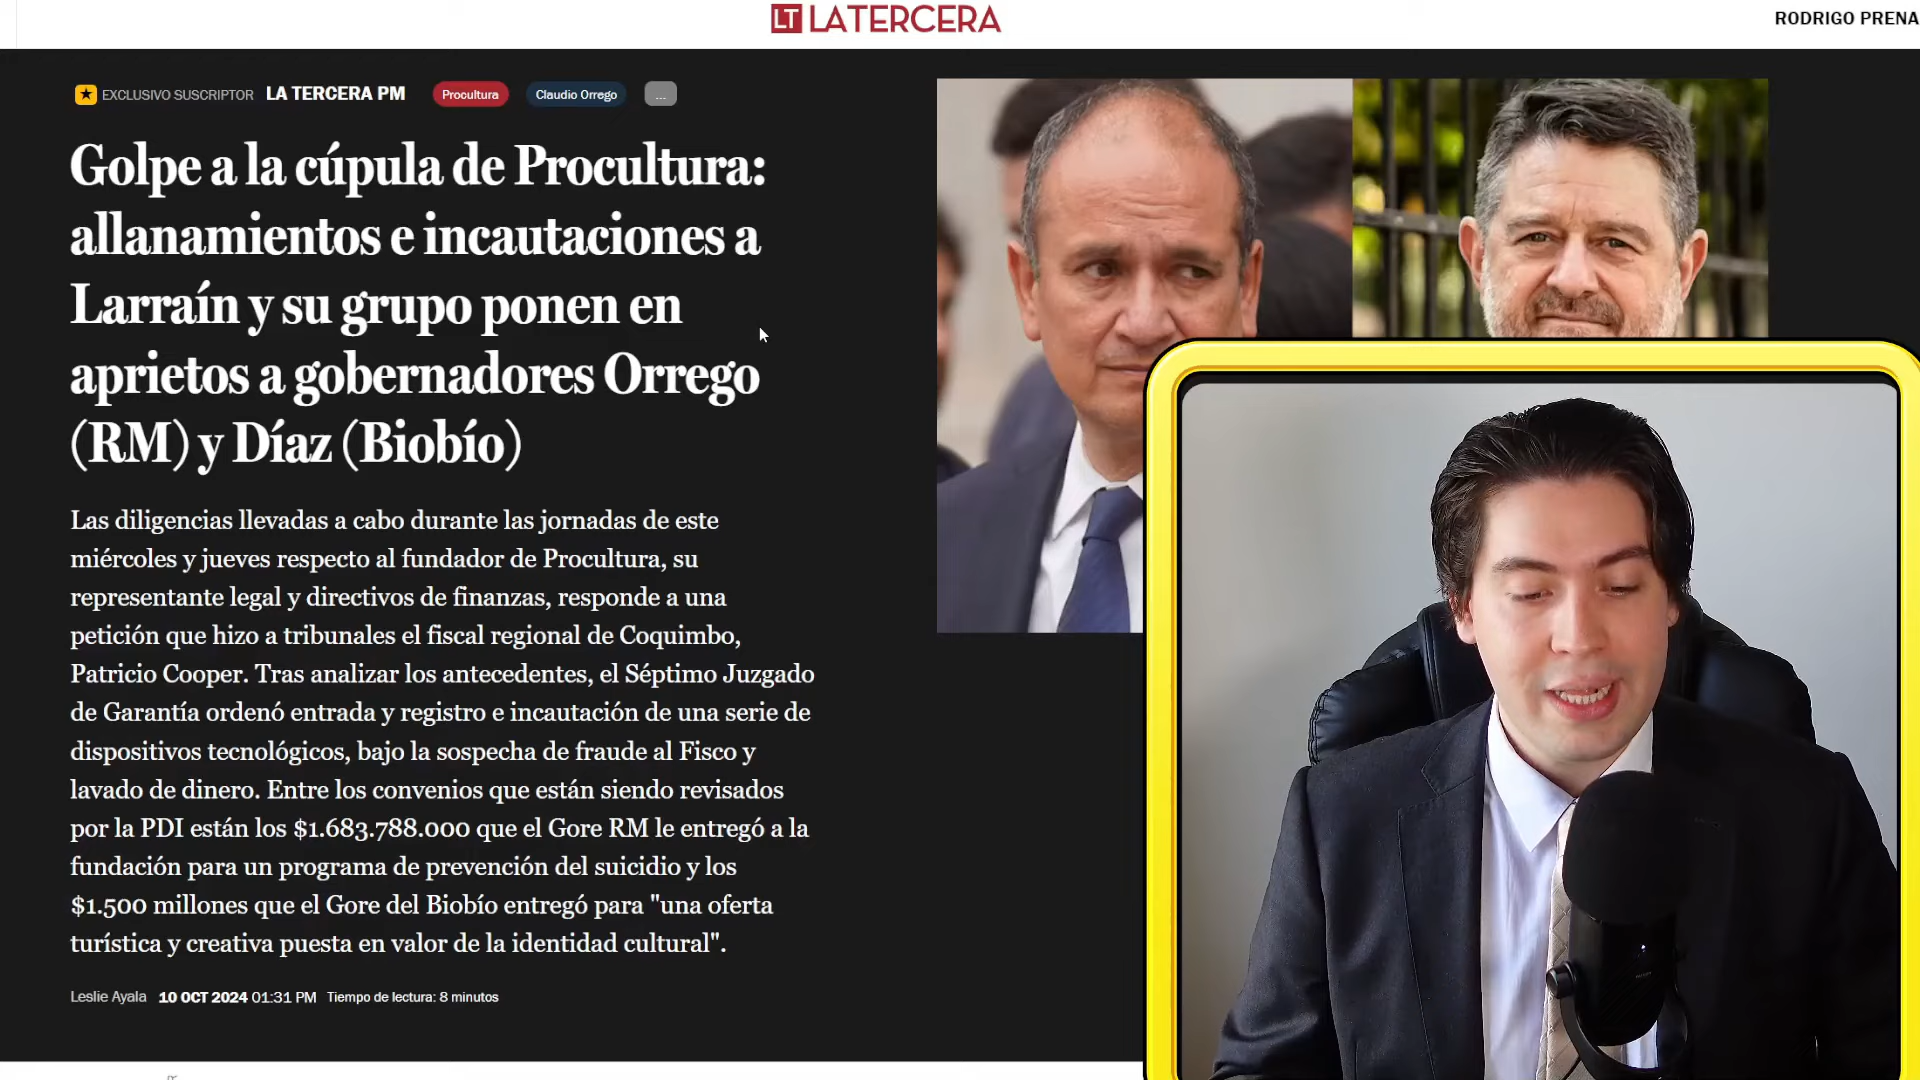 LT LATERCERA
RODRIGO PRENA
EXCLUSIVO SUSCRIPTOR LA TERCERA PM Procultura Claudio Orrego ...
Golpe a la cúpula de Procultura:
allanamientos e incautaciones a
Larraín y su grupo ponen en
aprietos a gobernadores Orrego
(RM) y Díaz (Biobío)
Las diligencias llevadas a cabo durante las jornadas de este
miércoles y jueves respecto al fundador de Procultura, su
representante legal y directivos de finanzas, responde a una
petición que hizo a tribunales el fiscal regional de Coquimbo,
Patricio Cooper. Tras analizar los antecedentes, el Séptimo Juzgado
de Garantía ordenó entrada y registro e incautación de una serie de
dispositivos tecnológicos, bajo la sospecha de fraude al Fisco y
lavado de dinero. Entre los convenios que están siendo revisados
por la PDI están los $1.683.788.000 que el Gore RM le entregó a la
fundación para un programa de prevención del suicidio y los
$1.500 millones que el Gore del Biobío entregó para "una oferta
turística y creativa puesta en valor de la identidad cultural".
Leslie Ayala 10 OCT 2024 01:31 PM Tiempo de lectura: 8 minutos